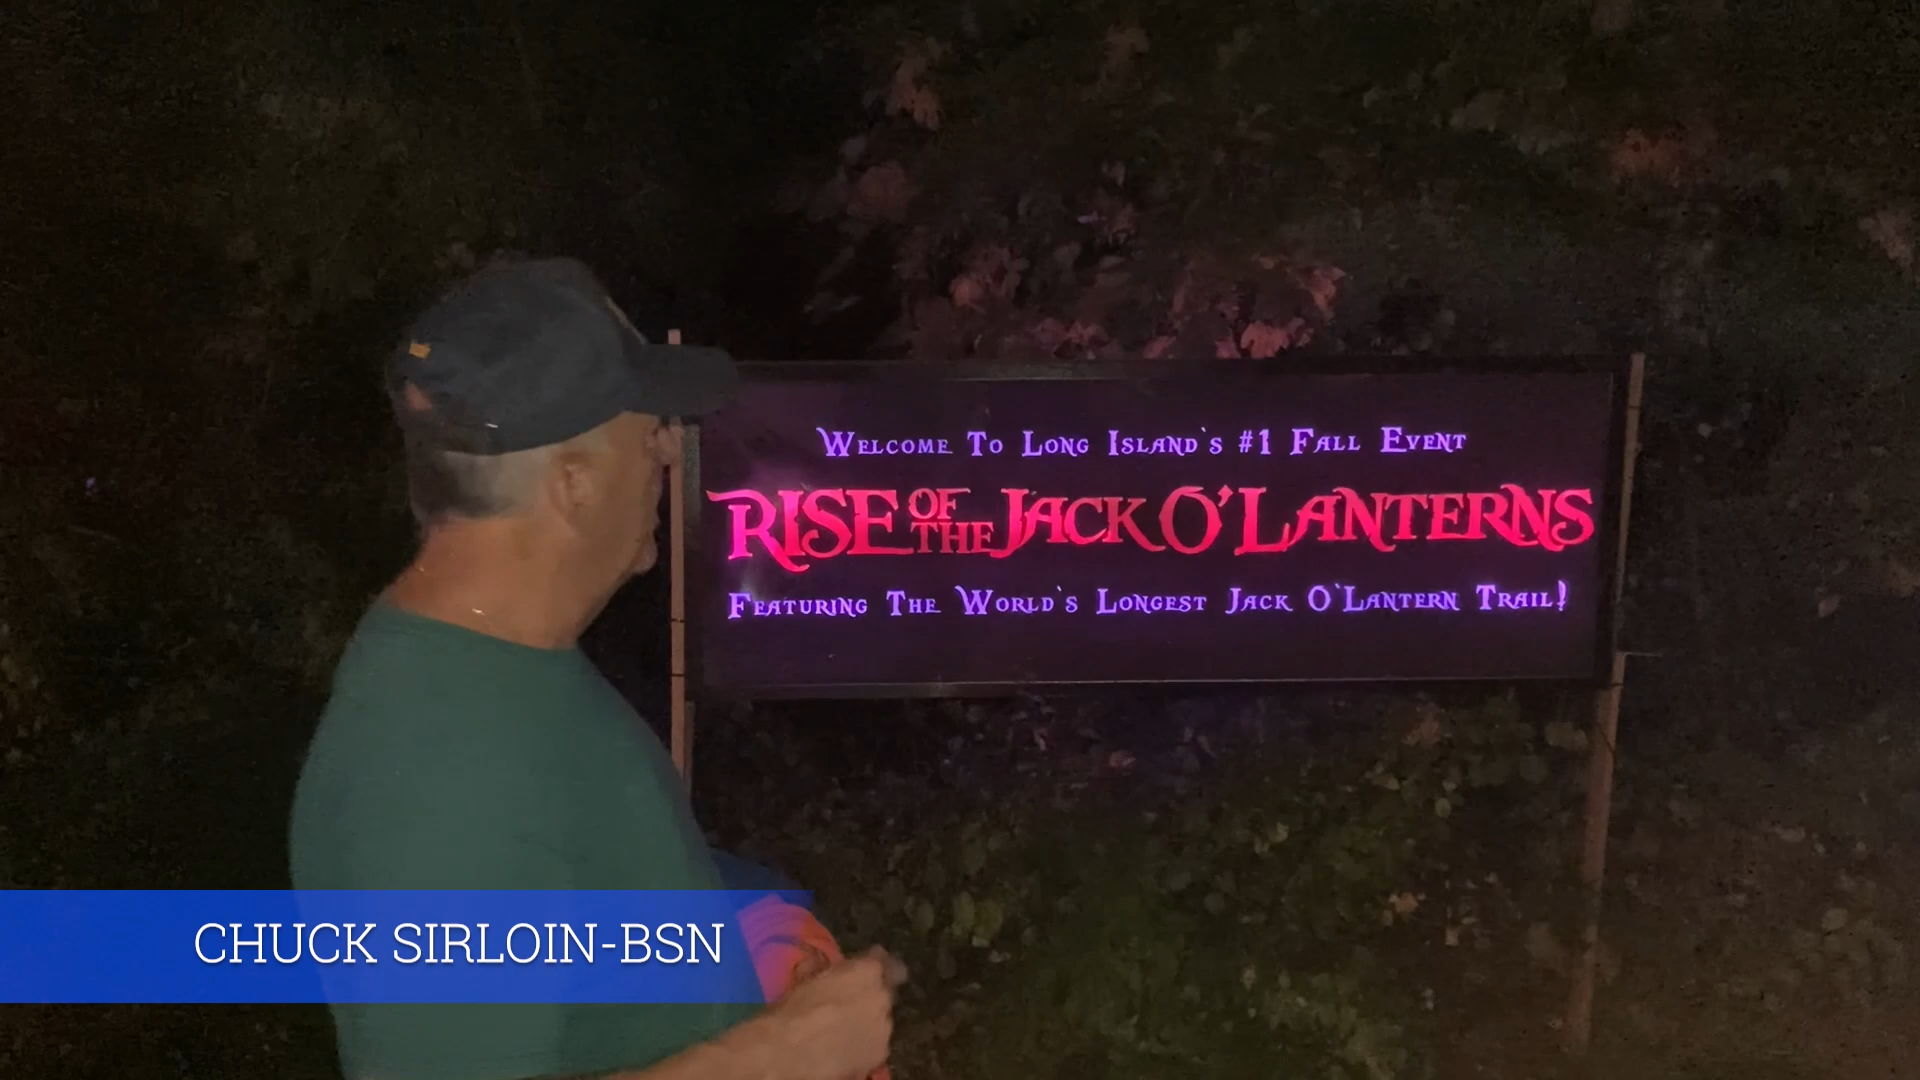 Welcome To Long Island's #1 Fall Event
RISE OF THE JACK O'LANTERNS
Featuring The World's Longest Jack O'Lantern Trail!
CHUCK SIRLOIN-BSN